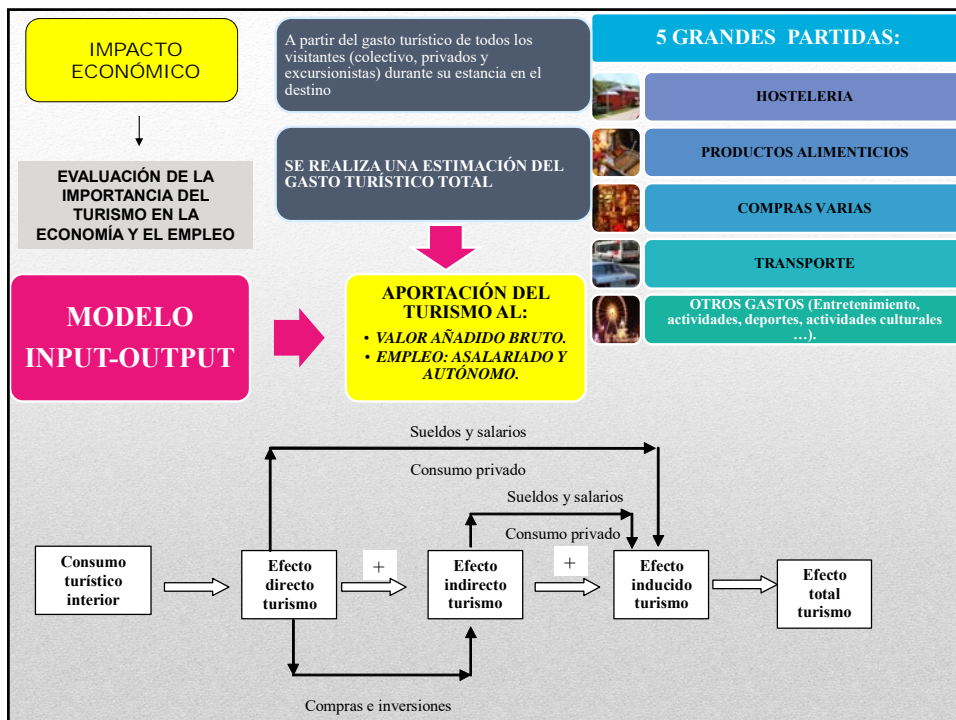 IMPACTO
ECONÓMICO
EVALUACIÓN DE LA
IMPORTANCIA DEL
TURISMO EN LA
ECONOMÍA Y EL EMPLEO
MODELO
INPUT-OUTPUT
A partir del gasto turístico de todos los
visitantes (colectivo, privados y
excursionistas) durante su estancia en el
destino
SE REALIZA UNA ESTIMACIÓN DEL
GASTO TURÍSTICO TOTAL
APORTACIÓN DEL
TURISMO AL:
• VALOR AÑADIDO BRUTO.
• EMPLEO: ASALARIADO Y
AUTÓNOMO.
5 GRANDES PARTIDAS:
HOSTELERIA
PRODUCTOS ALIMENTICIOS
COMPRAS VARIAS
TRANSPORTE
OTROS GASTOS (Entretenimiento,
actividades, deportes, actividades culturales
…).
Sueldos y salarios
Consumo privado
Sueldos y salarios
Consumo privado
Consumo
turístico
interior
Efecto
directo
turismo
+
Efecto
indirecto
turismo
+
Efecto
inducido
turismo
Efecto
total
turismo
Compras e inversiones